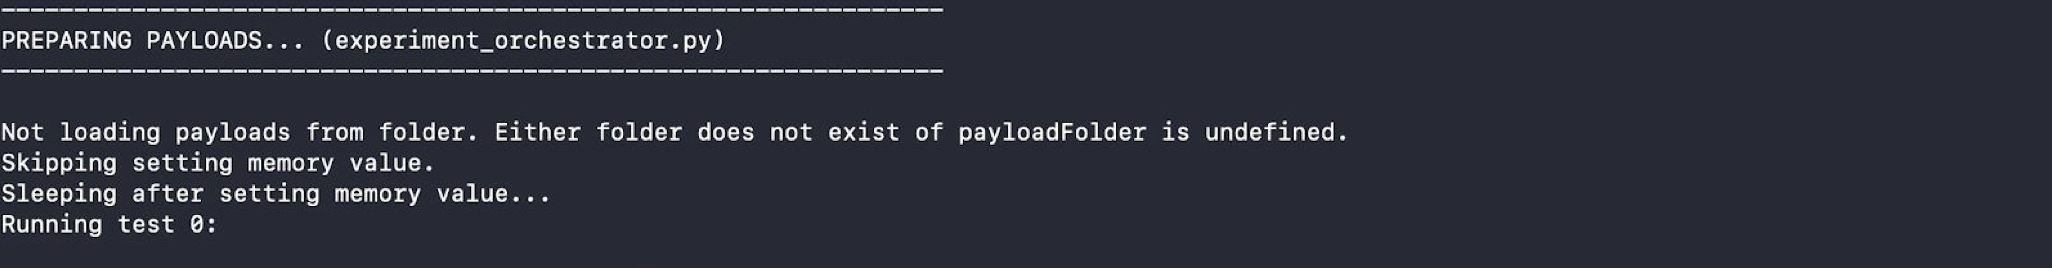 -----------------------------------------------------------------
PREPARING PAYLOADS... (experiment_orchestrator.py)
-----------------------------------------------------------------
Not loading payloads from folder. Either folder does not exist of payloadFolder is undefined.
Skipping setting memory value.
Sleeping after setting memory value...
Running test 0: